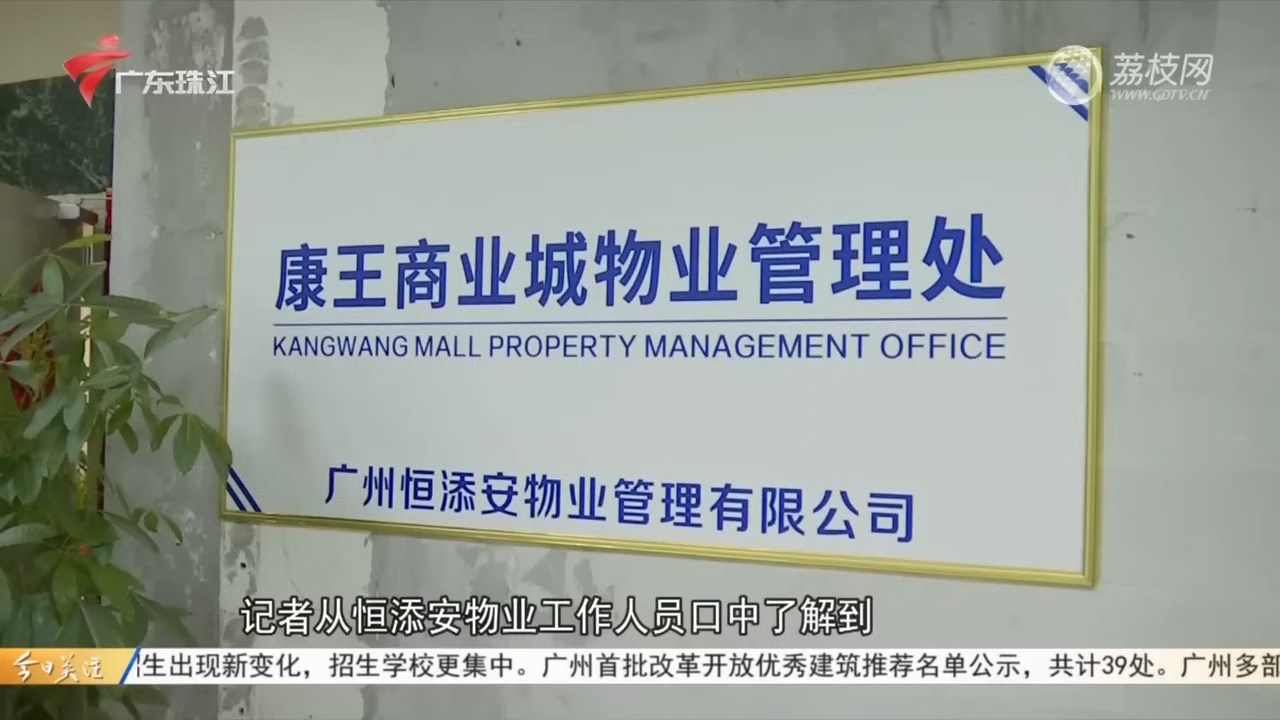 广东珠江
荔枝网
WWW.GDTV.CN
康王商业城物业管理处
KANGWANG MALL PROPERTY MANAGEMENT OFFICE
广州恒添安物业管理有限公司
记者从恒添安物业工作人员口中了解到
今日关注
生出现新变化，招生学校更集中。广州首批改革开放优秀建筑推荐名单公示，共计39处。广州多部